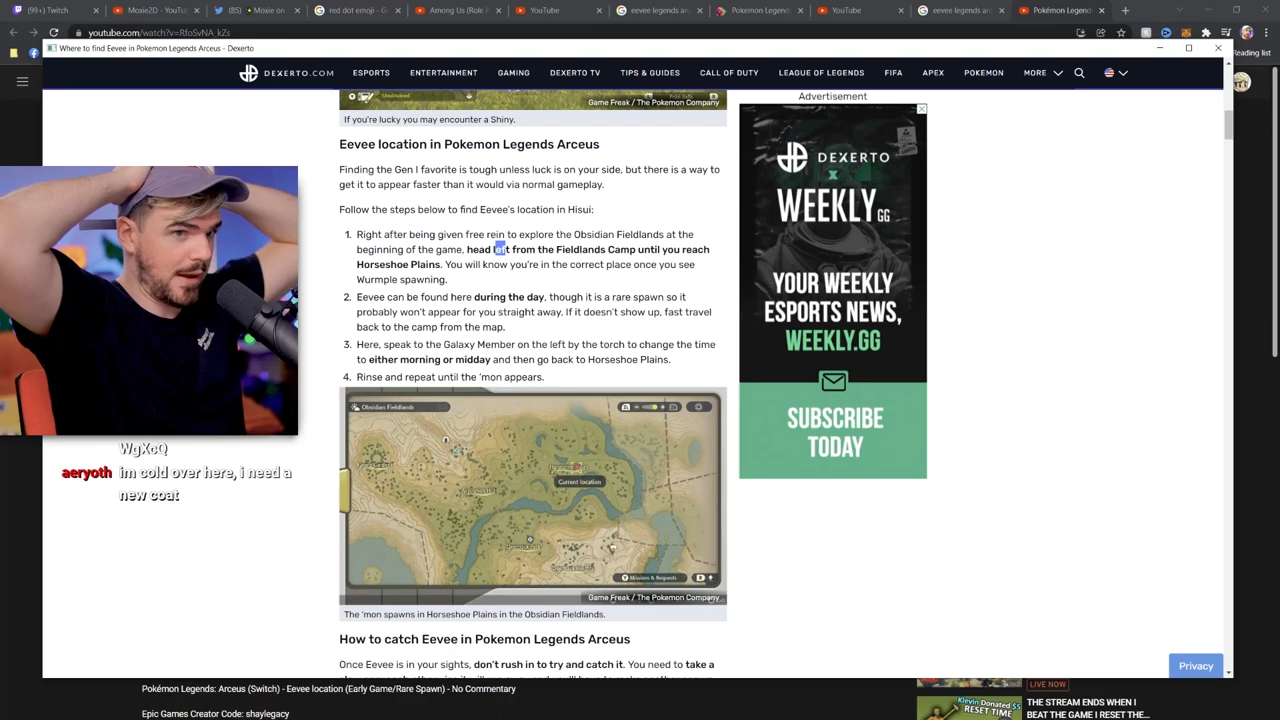 (99+) Twitch
Moxie2D - YouTu
(85) Moxie on
red dot emoji - G
Among Us (Role
YouTube
eevee legends arc
Pokemon Legends
YouTube
eevee legends arc
Pokémon Legend
youtube.com/watch?v=RfoSvNA_kZs
Reading list
Where to find Eevee in Pokemon Legends Arceus - Dexerto
DEXERTO.COM
ESPORTS
ENTERTAINMENT
GAMING
DEXERTO TV
TIPS & GUIDES
CALL OF DUTY
LEAGUE OF LEGENDS
FIFA
APEX
POKEMON
MORE
Game Freak / The Pokemon Company
If you're lucky you may encounter a Shiny.
Eevee location in Pokemon Legends Arceus
Finding the Gen I favorite is tough unless luck is on your side, but there is a way to
get it to appear faster than it would via normal gameplay.
Follow the steps below to find Eevee's location in Hisui:
1. Right after being given free rein to explore the Obsidian Fieldlands at the
beginning of the game, head left from the Fieldlands Camp until you reach
Horseshoe Plains. You will know you're in the correct place once you see
Wurmple spawning.
2. Eevee can be found here during the day, though it is a rare spawn so it
probably won't appear for you straight away. If it doesn't show up, fast travel
back to the camp from the map.
3. Here, speak to the Galaxy Member on the left by the torch to change the time
to either morning or midday and then go back to Horseshoe Plains.
4. Rinse and repeat until the 'mon appears.
Obsidian Fieldlands
Current location
Missions & Requests
Game Freak / The Pokemon Company
The 'mon spawns in Horseshoe Plains in the Obsidian Fieldlands.
How to catch Eevee in Pokemon Legends Arceus
Once Eevee is in your sights, don't rush in to try and catch it. You need to take a
Advertisement
DEXERTO
X
WEEKLY GG
YOUR WEEKLY
ESPORTS NEWS,
WEEKLY.GG
SUBSCRIBE
TODAY
WgXcQ
aeryoth im cold over here, i need a
new coat
Privacy
Pokémon Legends: Arceus (Switch) - Eevee location (Early Game/Rare Spawn) - No Commentary
Epic Games Creator Code: shaylegacy
LIVE NOW
Klevin Donated $5
RESET TIME
THE STREAM ENDS WHEN I
BEAT THE GAME I RESET THE...